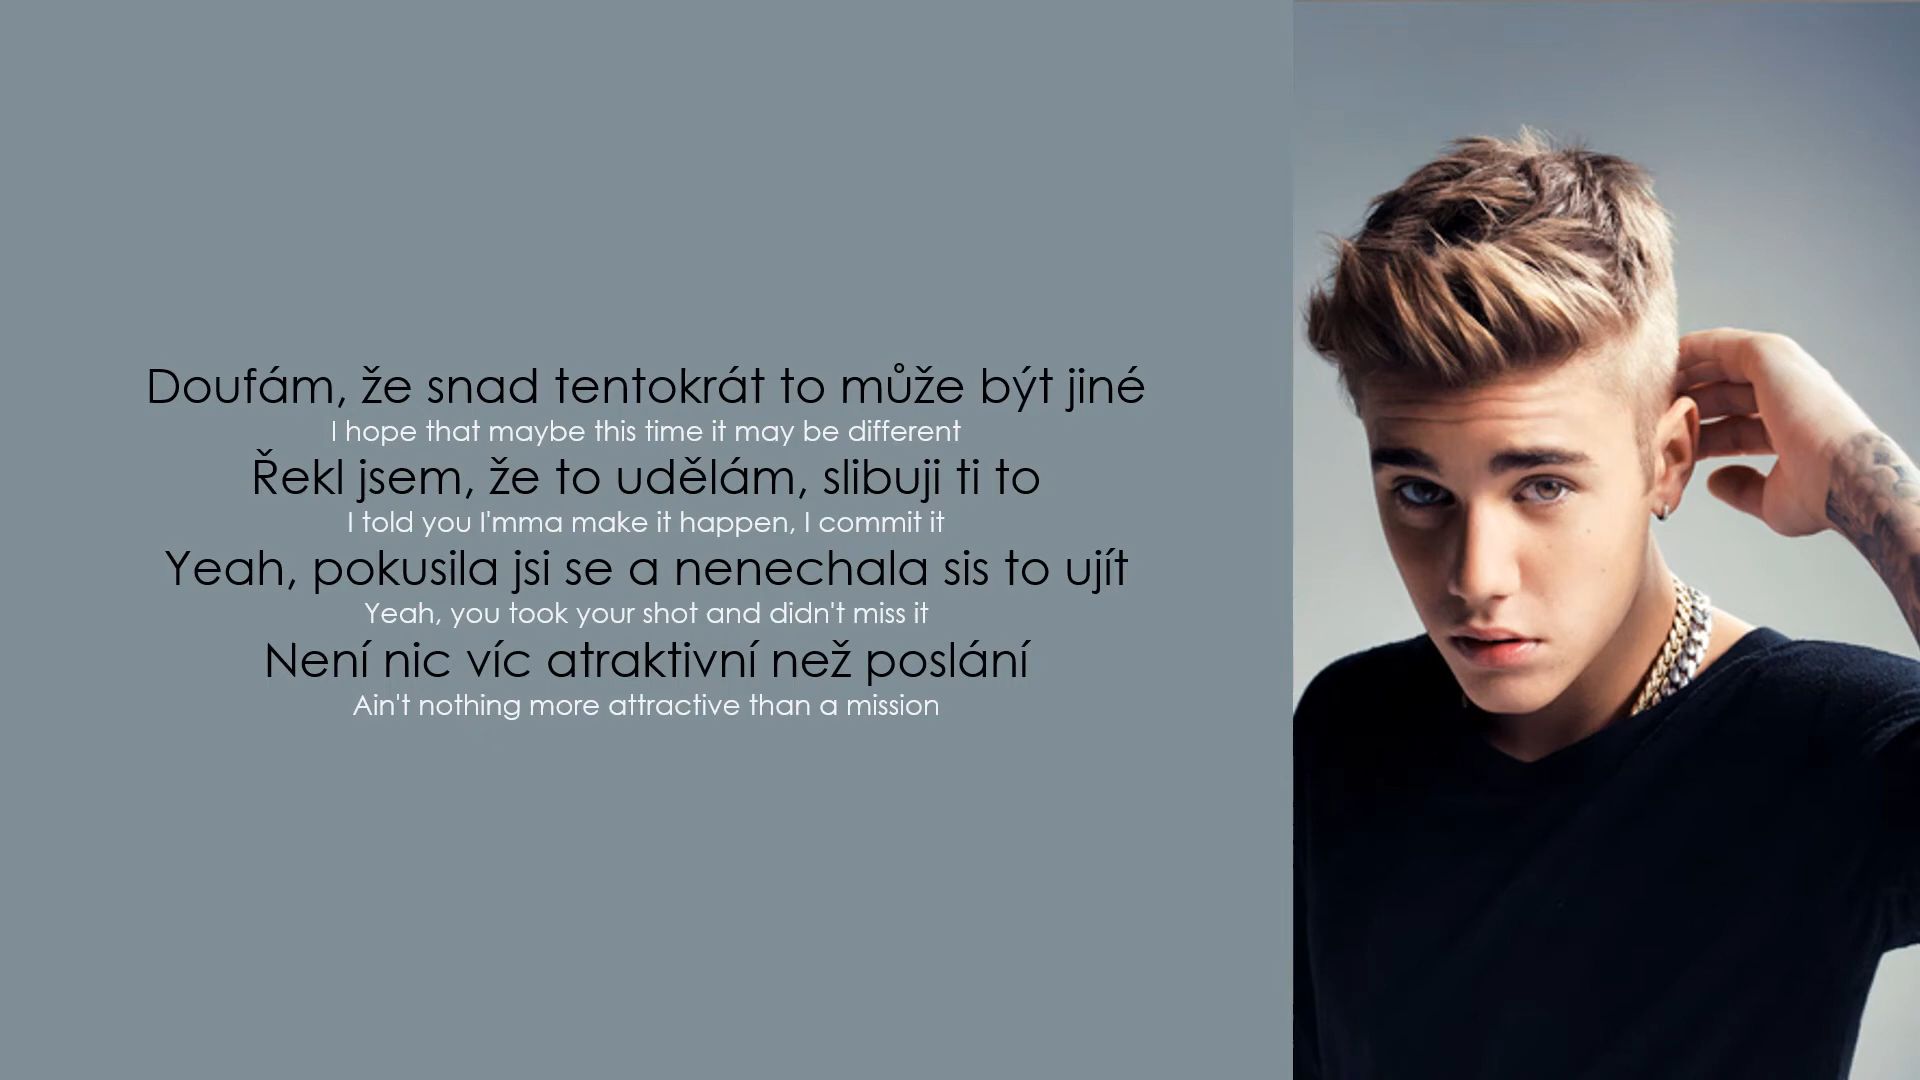 Doufám, že snad tentokrát to může být jiné
I hope that maybe this time it may be different
Řekl jsem, že to udělám, slibuji ti to
I told you I'mma make it happen, I commit it
Yeah, pokusila jsi se a nenechala sis to ujít
Yeah, you took your shot and didn't miss it
Není nic víc atraktivní než poslání
Ain't nothing more attractive than a mission